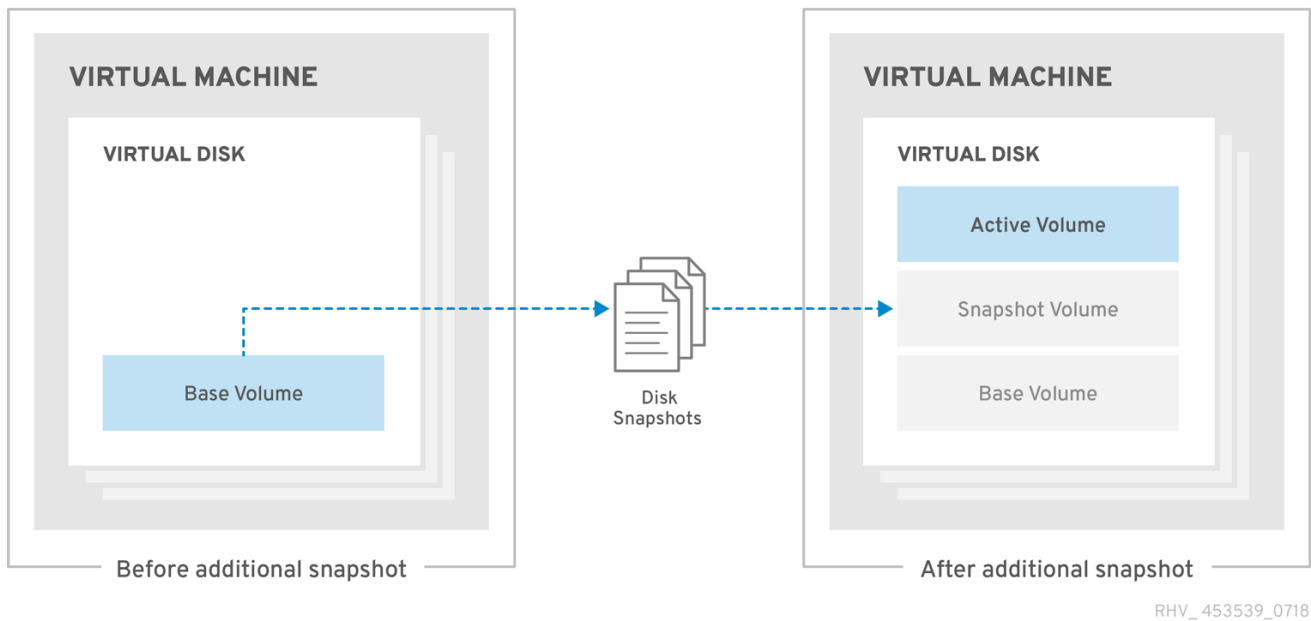 VIRTUAL MACHINE
VIRTUAL DISK
Base Volume
Before additional snapshot
Disk
Snapshots
VIRTUAL MACHINE
VIRTUAL DISK
Active Volume
Snapshot Volume
Base Volume
After additional snapshot
RHV_453539_0718